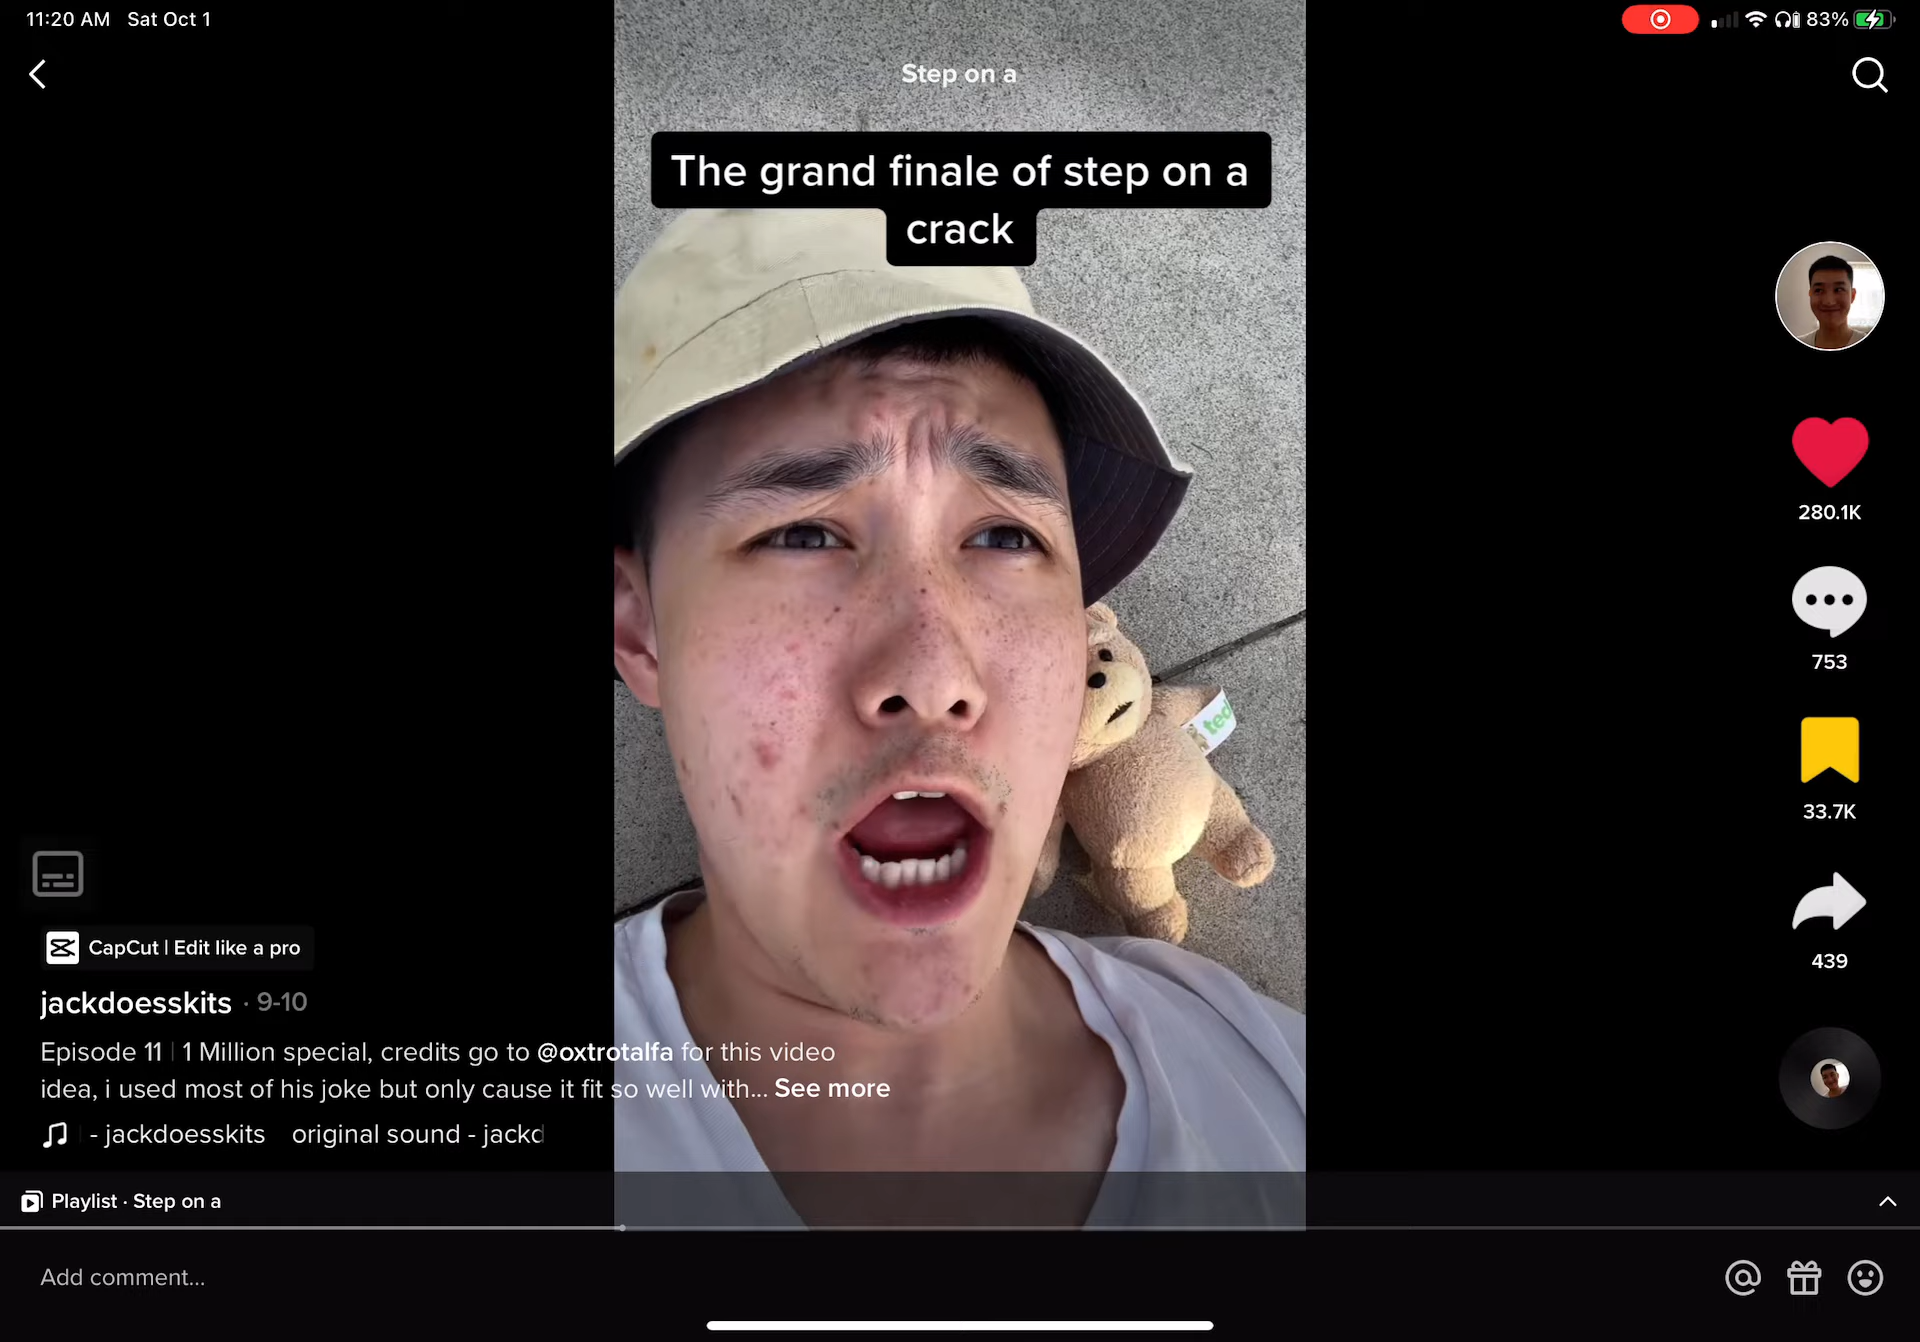 11:20 AM Sat Oct 1
83%
Step on a
The grand finale of step on a
crack
ted
280.1K
753
33.7K
439
CapCut | Edit like a pro
jackdoesskits · 9-10
Episode 11 | 1 Million special, credits go to @oxtrotalfa for this video
idea, i used most of his joke but only cause it fit so well with... See more
- jackdoesskits original sound - jackd
Playlist · Step on a
Add comment...